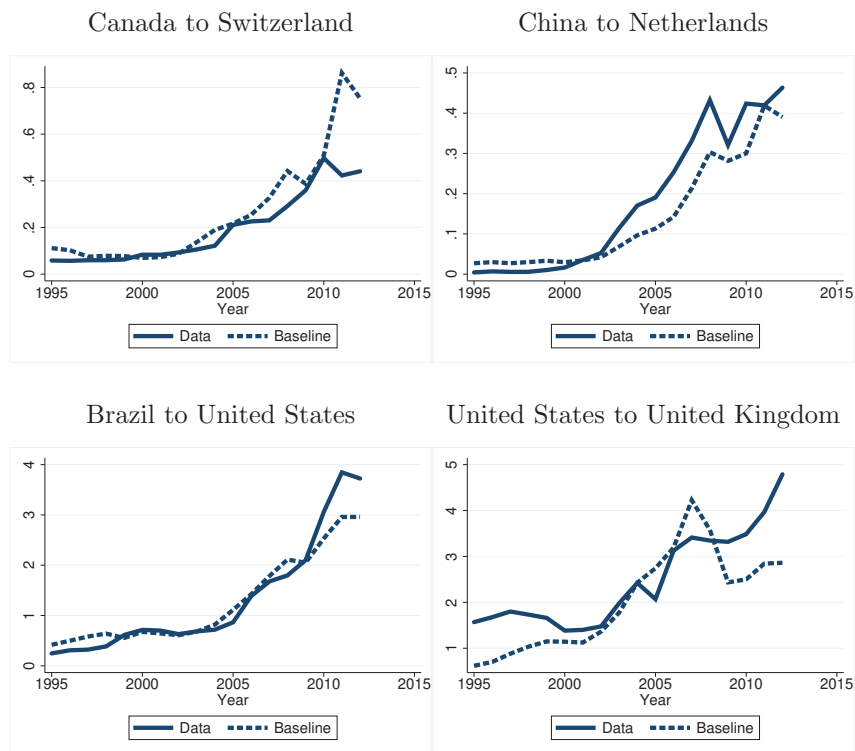 Canada to Switzerland
0
.2
.4
.6
.8
1995
2000
2005
2010
2015
Year
Data
Baseline
China to Netherlands
0
.1
.2
.3
.4
.5
1995
2000
2005
2010
2015
Year
Data
Baseline
Brazil to United States
0
1
2
3
4
1995
2000
2005
2010
2015
Year
Data
Baseline
United States to United Kingdom
1
2
3
4
5
1995
2000
2005
2010
2015
Year
Data
Baseline